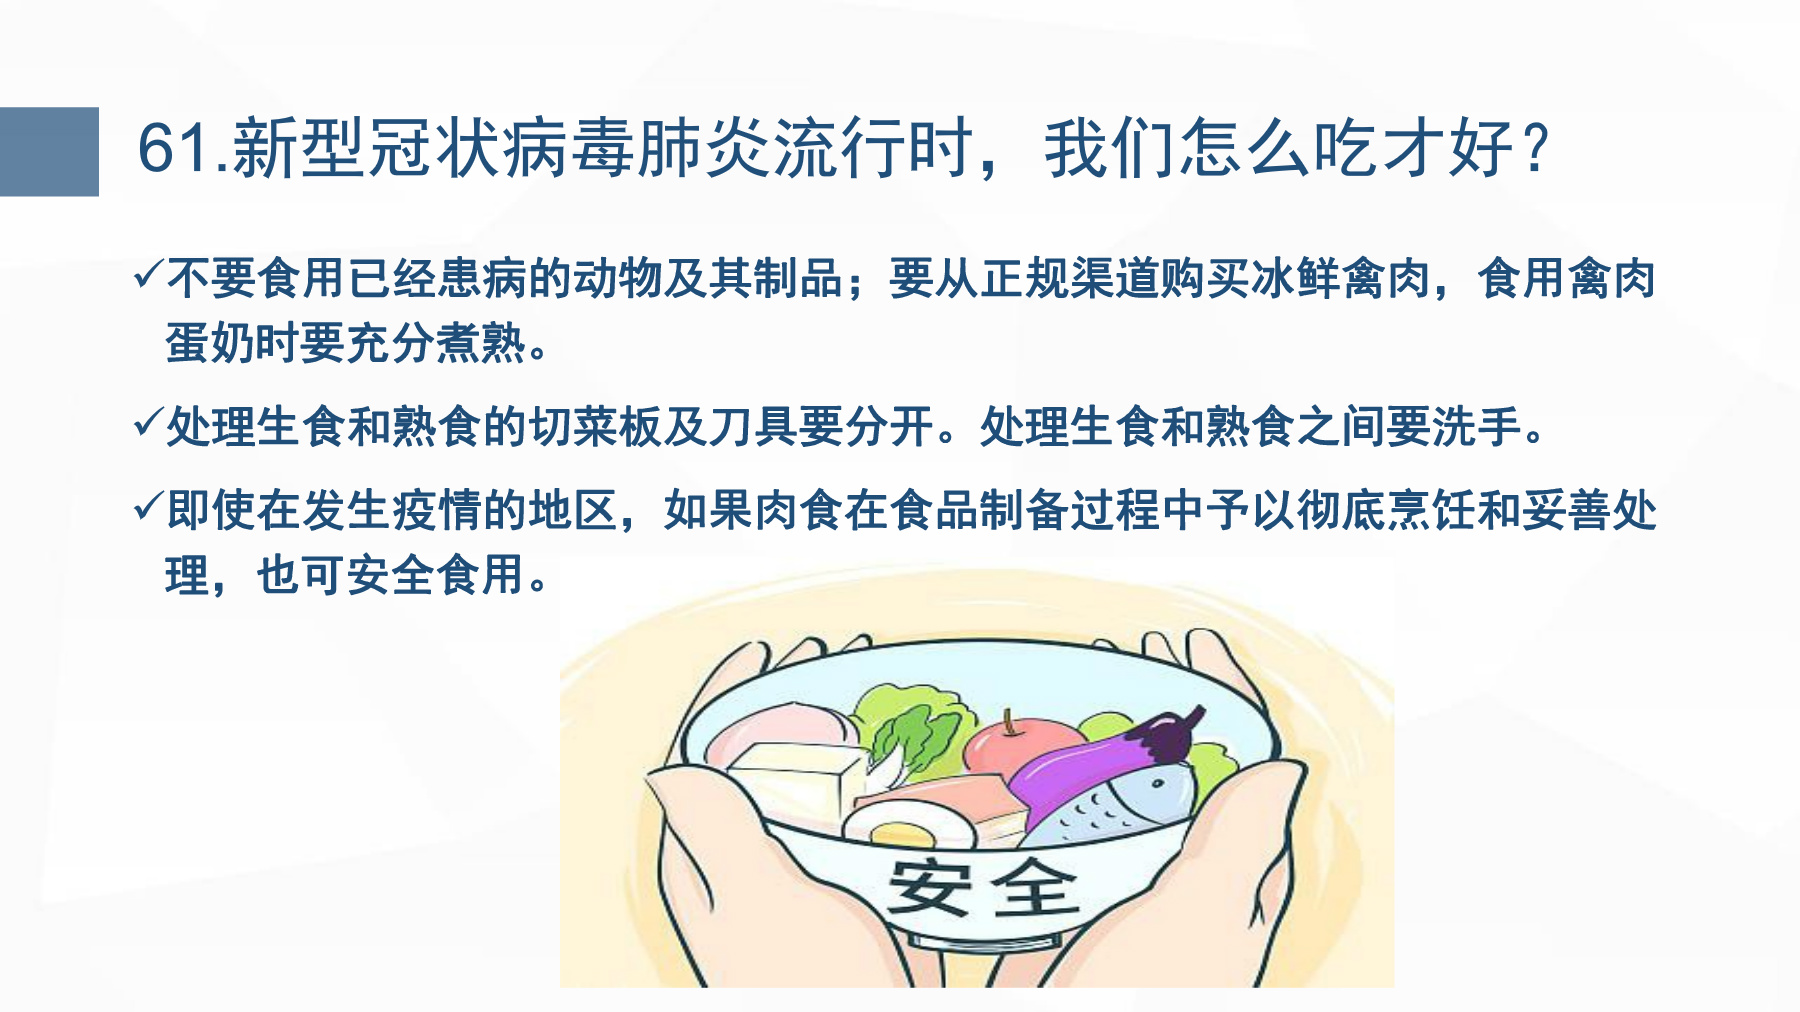 61.新型冠状病毒肺炎流行时，我们怎么吃才好？
✓不要食用已经患病的动物及其制品；要从正规渠道购买冰鲜禽肉，食用禽肉
蛋奶时要充分煮熟。
✓处理生食和熟食的切菜板及刀具要分开。处理生食和熟食之间要洗手。
✓即使在发生疫情的地区，如果肉食在食品制备过程中予以彻底烹饪和妥善处
理，也可安全食用。
安全